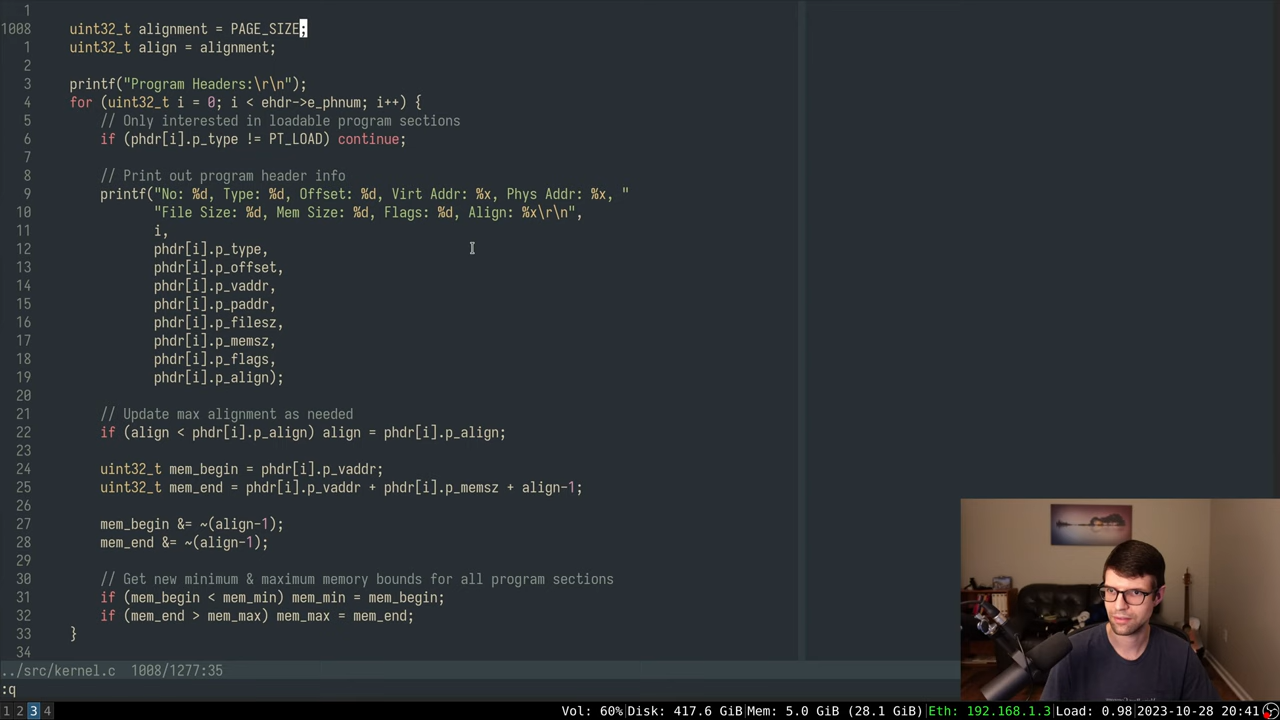 1
1008 uint32_t alignment = PAGE_SIZE;
1 uint32_t align = alignment;
2
3 printf("Program Headers:\r\n");
4 for (uint32_t i = 0; i < ehdr->e_phnum; i++) {
5 // Only interested in loadable program sections
6 if (phdr[i].p_type != PT_LOAD) continue;
7
8 // Print out program header info
9 printf("No: %d, Type: %d, Offset: %d, Virt Addr: %x, Phys Addr: %x, "
10 "File Size: %d, Mem Size: %d, Flags: %d, Align: %x\r\n",
11 i,
12 phdr[i].p_type,
13 phdr[i].p_offset,
14 phdr[i].p_vaddr,
15 phdr[i].p_paddr,
16 phdr[i].p_filesz,
17 phdr[i].p_memsz,
18 phdr[i].p_flags,
19 phdr[i].p_align);
20
21 // Update max alignment as needed
22 if (align < phdr[i].p_align) align = phdr[i].p_align;
23
24 uint32_t mem_begin = phdr[i].p_vaddr;
25 uint32_t mem_end = phdr[i].p_vaddr + phdr[i].p_memsz + align-1;
26
27 mem_begin &= ~(align-1);
28 mem_end &= ~(align-1);
29
30 // Get new minimum & maximum memory bounds for all program sections
31 if (mem_begin < mem_min) mem_min = mem_begin;
32 if (mem_end > mem_max) mem_max = mem_end;
33 }
34
../src/kernel.c 1008/1277:35
:q
1 2 3 4 Vol: 60%|Disk: 417.6 GiB|Mem: 5.0 GiB (28.1 GiB)|Eth: 192.168.1.3|Load: 0.98|2023-10-28 20:41